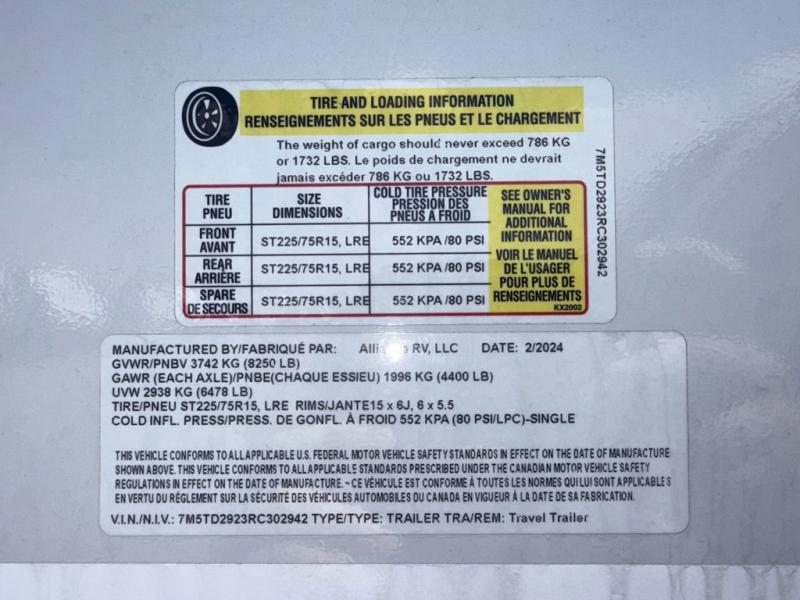 TIRE AND LOADING INFORMATION
RENSEIGNEMENTS SUR LES PNEUS ET LE CHARGEMENT
The weight of cargo should never exceed 786 KG
or 1732 LBS. Le poids de chargement ne devrait
jamais excéder 786 KG ou 1732 LBS.
TIRE PNEU
SIZE DIMENSIONS
COLD TIRE PRESSURE PRESSION DES PNEUS A FROID
FRONT AVANT ST225/75R15, LRE 552 KPA /80 PSI
REAR ARRIÈRE ST225/75R15, LRE 552 KPA /80 PSI
SPARE DE SECOURS ST225/75R15, LRE 552 KPA /80 PSI
SEE OWNER'S
MANUAL FOR
ADDITIONAL
INFORMATION
VOIR LE MANUEL
DE L'USAGER
POUR PLUS DE
RENSEIGNEMENTS
KX2002
7M5TD2923RC302942
MANUFACTURED BY/FABRIQUÉ PAR: RV, LLC DATE: 2/2024
GVWR/PNBV 3742 KG (8250 LB)
GAWR (EACH AXLE)/PNBE(CHAQUE ESSIEU) 1996 KG (4400 LB)
UVW 2938 KG (6478 LB)
TIRE/PNEU ST225/75R15, LRE RIMS/JANTE15 x 6J, 6 x 5.5
COLD INFL. PRESS/PRESS. DE GONFL. À FROID 552 KPA (80 PSI/LPC)-SINGLE
THIS VEHICLE CONFORMS TO ALL APPLICABLE U.S. FEDERAL MOTOR VEHICLE SAFETY STANDARDS IN EFFECT ON THE DATE OF MANUFACTURE
SHOWN ABOVE. THIS VEHICLE CONFORMS TO ALL APPLICABLE STANDARDS PRESCRIBED UNDER THE CANADIAN MOTOR VEHICLE SAFETY
REGULATIONS IN EFFECT ON THE DATE OF MANUFACTURE. ~ CE VÉHICULE EST CONFORME À TOUTES LES NORMES QUI LUI SONT APPLICABLES
EN VERTU DU RÉGLEMENT SUR LA SÉCURITÉ DES VÉHICULES AUTOMOBILES DU CANADA EN VIGUEUR À LA DATE DE SA FABRICATION.
V.I.N./N.I.V.: 7M5TD2923RC302942 TYPE/TYPE: TRAILER TRA/REM: Travel Trailer